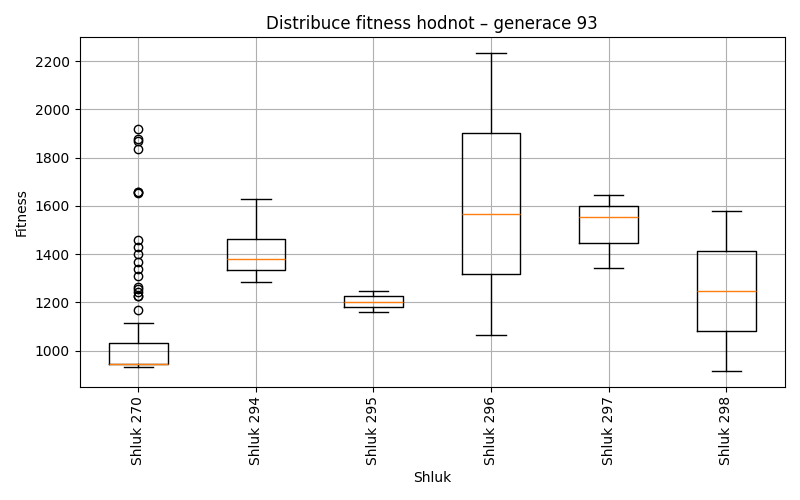 Distribuce fitness hodnot – generace 93
Fitness
2200
2000
1800
1600
1400
1200
1000
Shluk 270
Shluk 294
Shluk 295
Shluk 296
Shluk 297
Shluk 298
Shluk